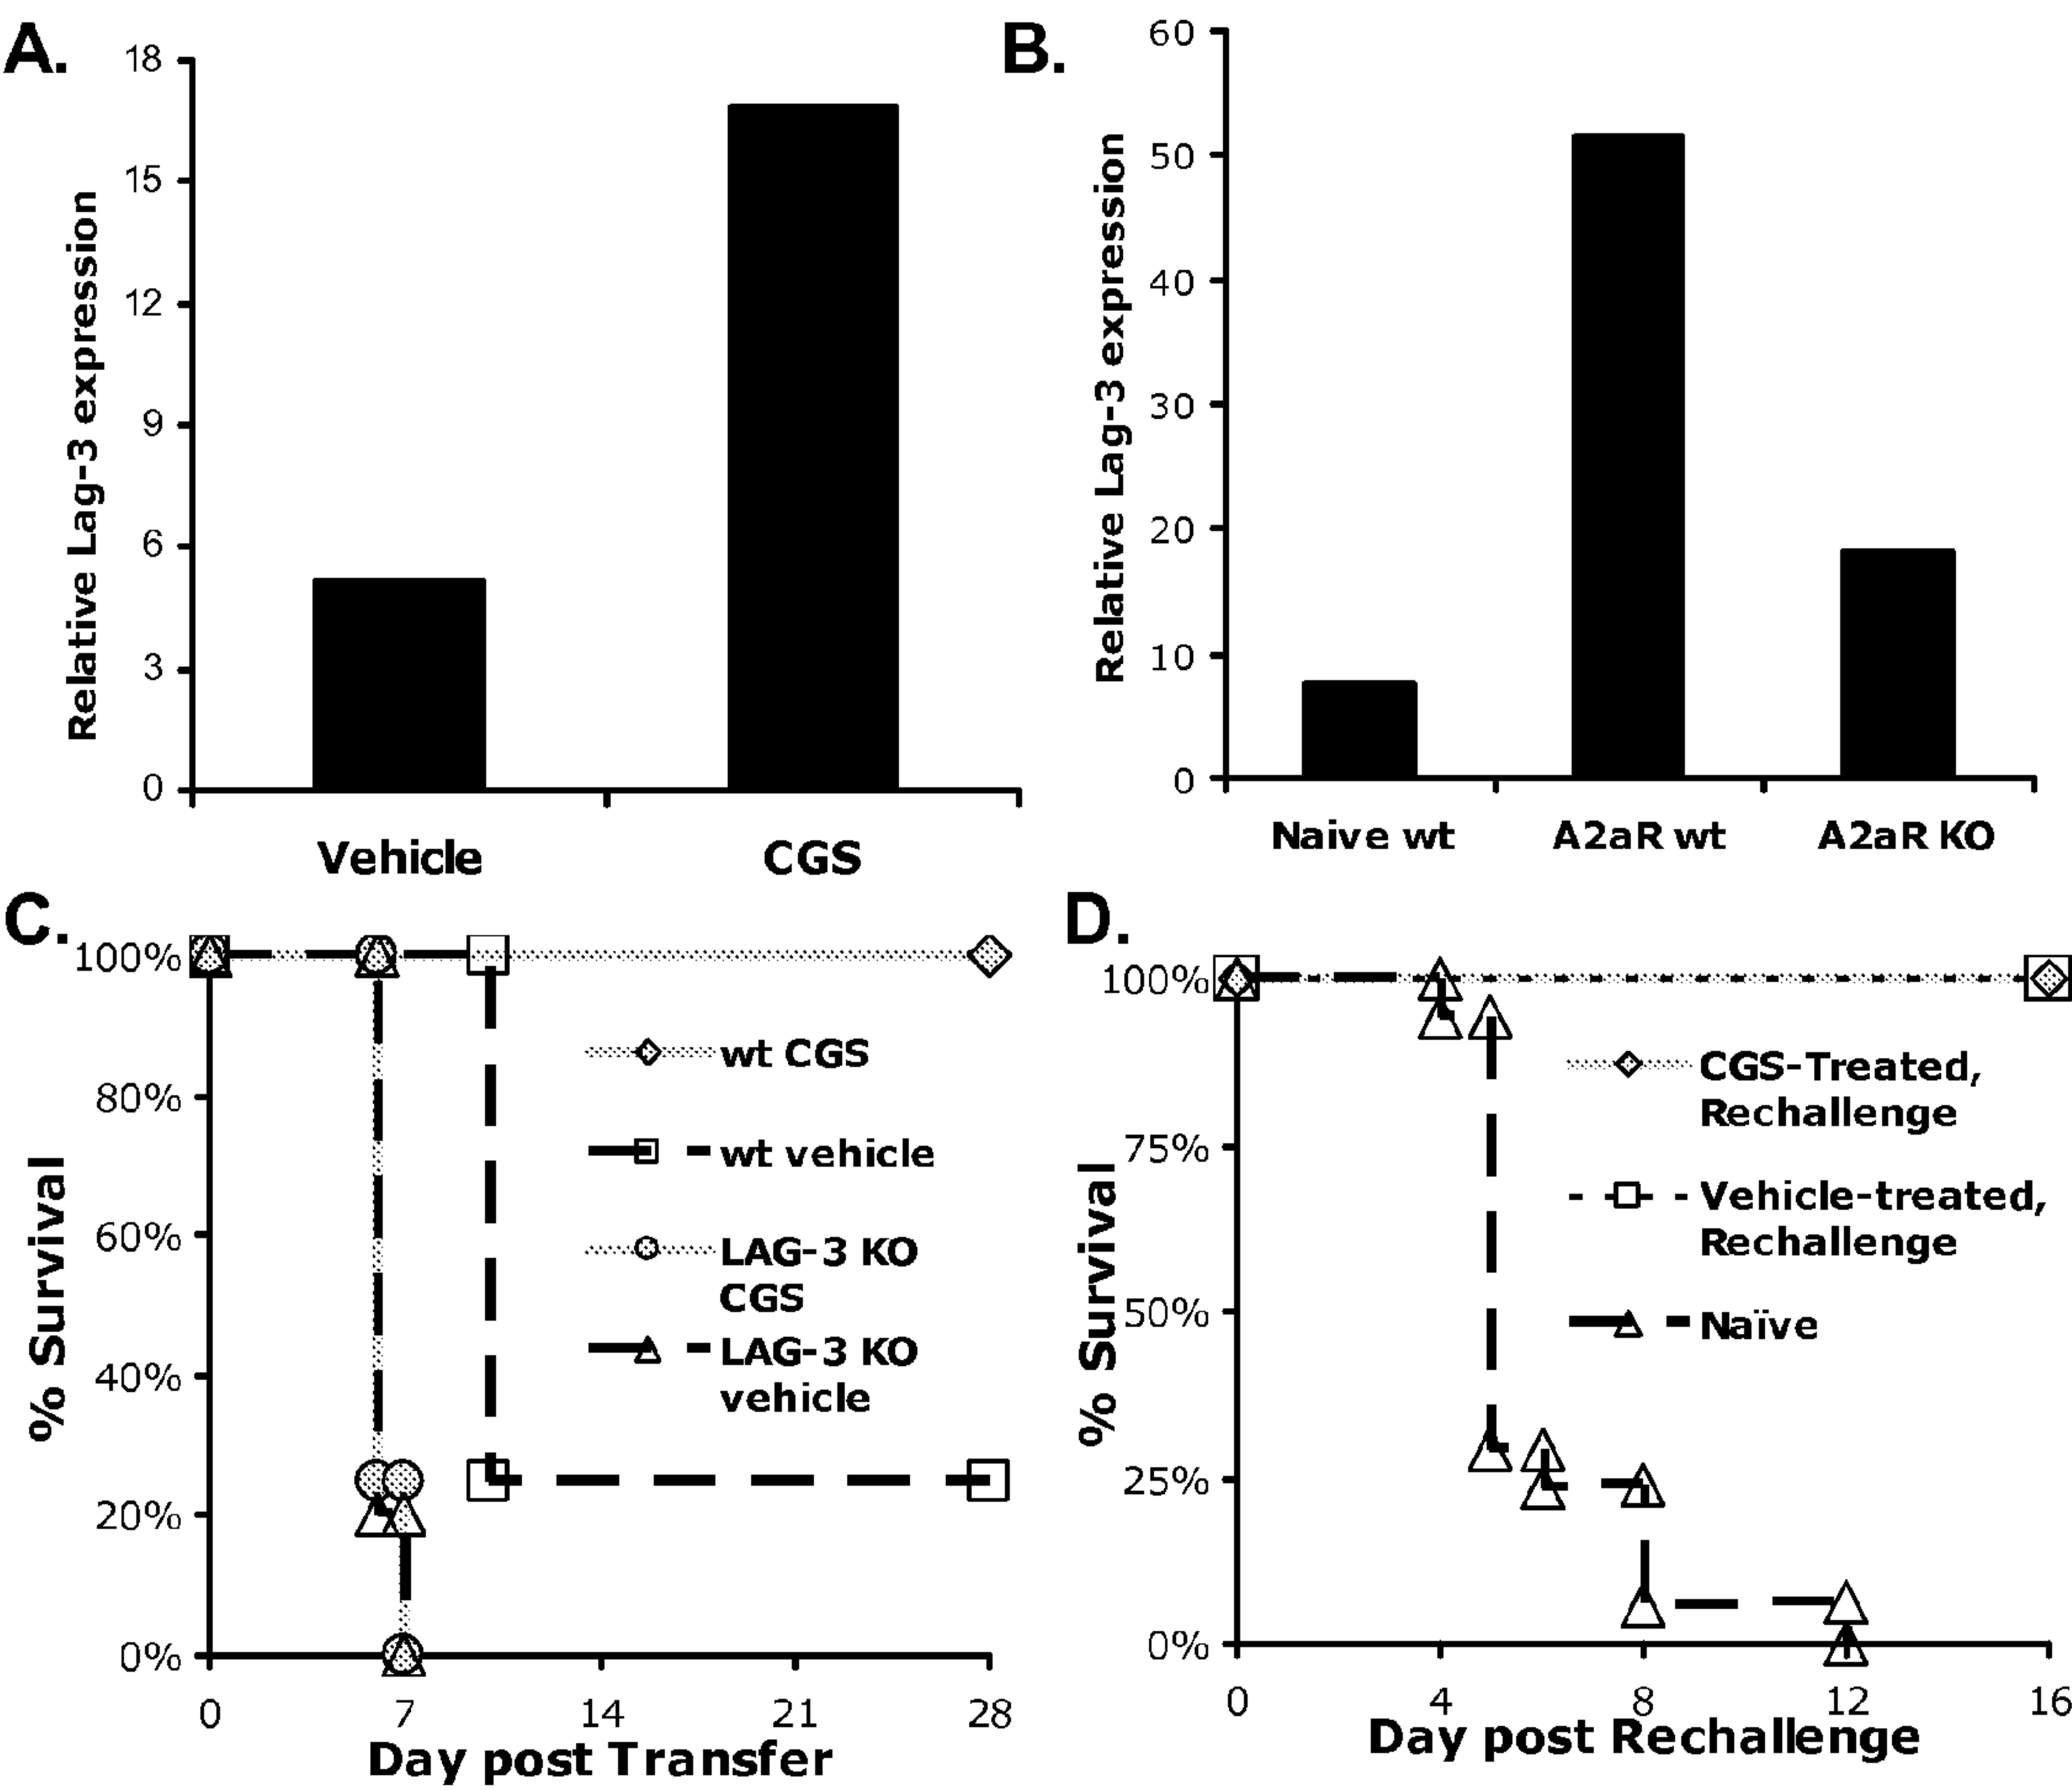 A.
18
15
12
9
6
3
0
Relative Lag-3 expression
Vehicle
CGS
B.
60
50
40
30
20
10
0
Relative Lag-3 expression
Naive wt
A2aR wt
A2aR KO
C.
100%
80%
60%
40%
20%
0%
% Survival
wt CGS
wt vehicle
LAG-3 KO
CGS
LAG-3 KO
vehicle
0
7
14
21
28
Day post Transfer
D.
100%
75%
50%
25%
0%
% Survival
CGS-Treated,
Rechallenge
Vehicle-treated,
Rechallenge
Naïve
0
4
8
12
16
Day post Rechallenge